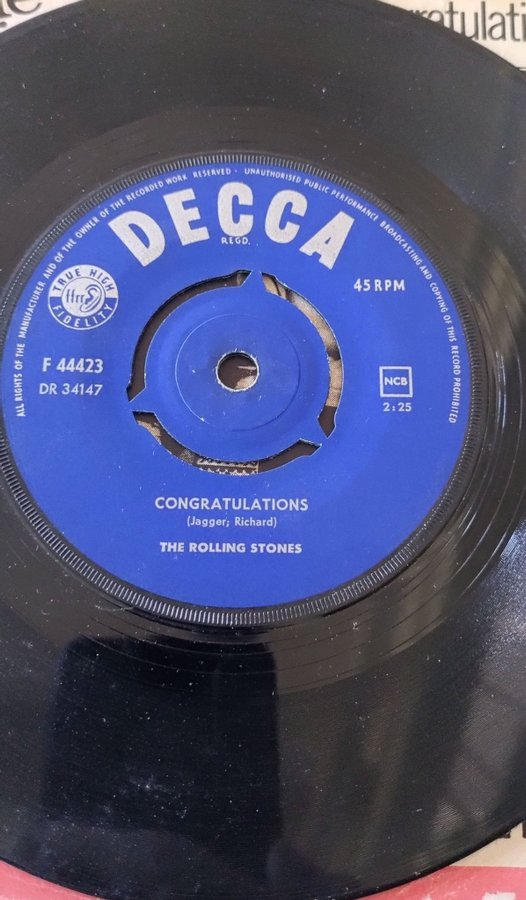 ratulati
ALL RIGHTS OF THE MANUFACTURER AND OF THE OWNER OF THE RECORDED WORK RESERVED · UNAUTHORISED PUBLIC PERFORMANCE BROADCASTING AND COPYING OF THIS RECORD PROHIBITED
DECCA
REGD.
TRUE HIGH
ffrr
FIDELITY
45 RPM
F 44423
DR 34147
NCB
2:25
CONGRATULATIONS
(Jagger; Richard)
THE ROLLING STONES